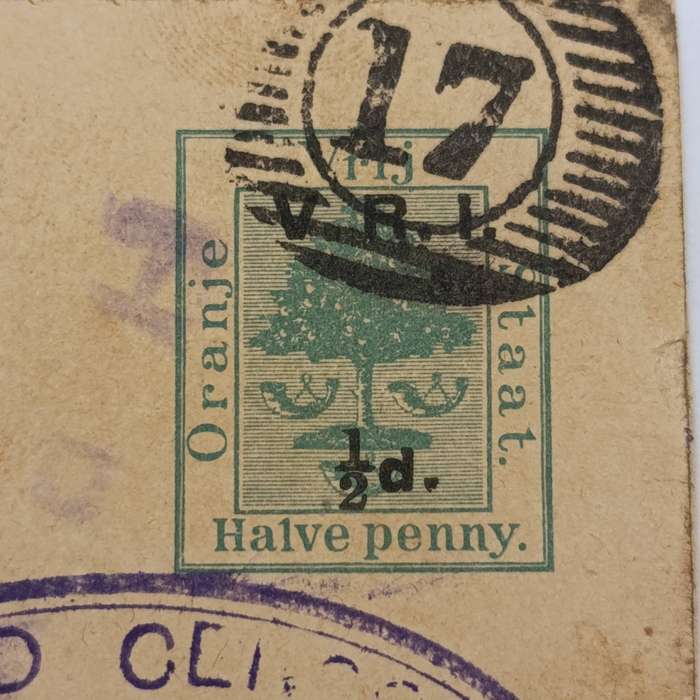 17
Vrij
V.R.I.
Oranje
Staat.
½d.
Halve penny.